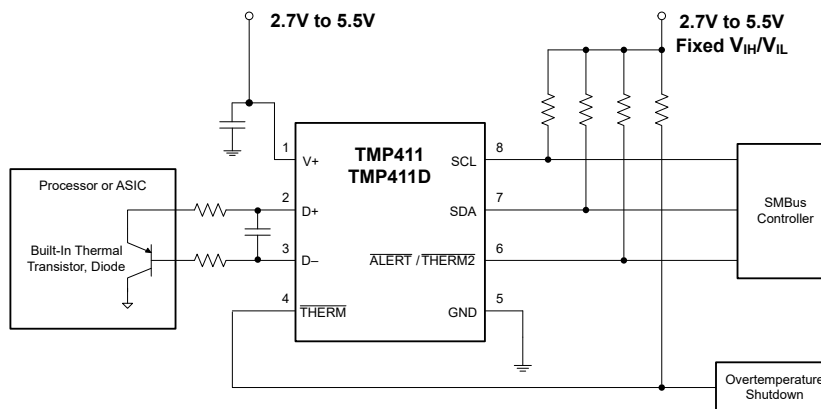 2.7V to 5.5V
2.7V to 5.5V
Fixed VIH/VIL
1
V+
TMP411
TMP411D
SCL
8
Processor or ASIC
2
D+
SDA
7
SMBus
Controller
Built-In Thermal
Transistor, Diode
3
D–
ALERT / THERM2
6
4
THERM
GND
5
Overtemperature
Shutdown